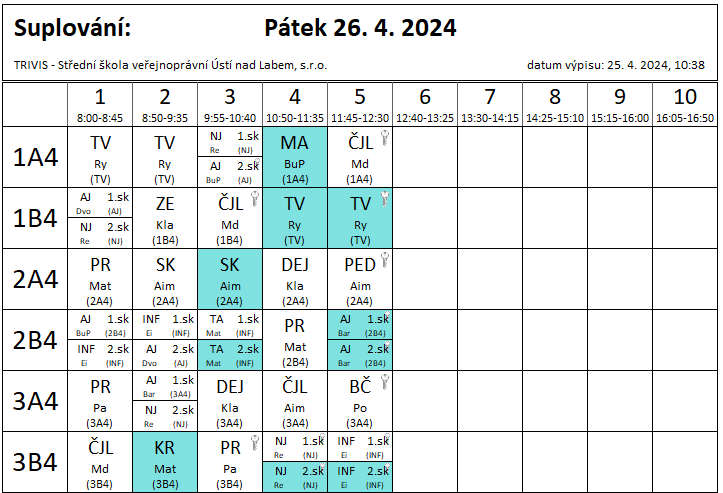 Suplování: Pátek 26. 4. 2024
TRIVIS - Střední škola veřejnoprávní Ústí nad Labem, s.r.o. datum výpisu: 25. 4. 2024, 10:38
1 2 3 4 5 6 7 8 9 10
8:00-8:45 8:50-9:35 9:55-10:40 10:50-11:35 11:45-12:30 12:40-13:25 13:30-14:15 14:25-15:10 15:15-16:00 16:05-16:50
1A4
TV
Ry
(TV)
TV
Ry
(TV)
NJ 1.sk
Re (NJ)
AJ 2.sk
BuP (AJ)
MA
BuP
(1A4)
ČJL
Md
(1A4)
1B4
AJ 1.sk
Dvo (AJ)
NJ 2.sk
Re (NJ)
ZE
Kla
(1B4)
ČJL
Md
(1B4)
TV
Ry
(TV)
TV
Ry
(TV)
2A4
PR
Mat
(2A4)
SK
Aim
(2A4)
SK
Aim
(2A4)
DEJ
Kla
(2A4)
PED
Aim
(2A4)
2B4
AJ 1.sk
BuP (2B4)
INF 2.sk
Ei (INF)
INF 1.sk
Ei (INF)
AJ 2.sk
Dvo (AJ)
TA 1.sk
Mat (INF)
TA 2.sk
Mat (INF)
PR
Mat
(2B4)
AJ 1.sk
Bar (2B4)
AJ 2.sk
Bar (2B4)
3A4
PR
Pa
(3A4)
AJ 1.sk
Bar (3A4)
NJ 2.sk
Re (NJ)
DEJ
Kla
(3A4)
ČJL
Aim
(3A4)
BČ
Po
(3A4)
3B4
ČJL
Md
(3B4)
KR
Mat
(3B4)
PR
Pa
(3B4)
NJ 1.sk
Re (NJ)
NJ 2.sk
Re (NJ)
INF 1.sk
Ei (INF)
INF 2.sk
Ei (INF)